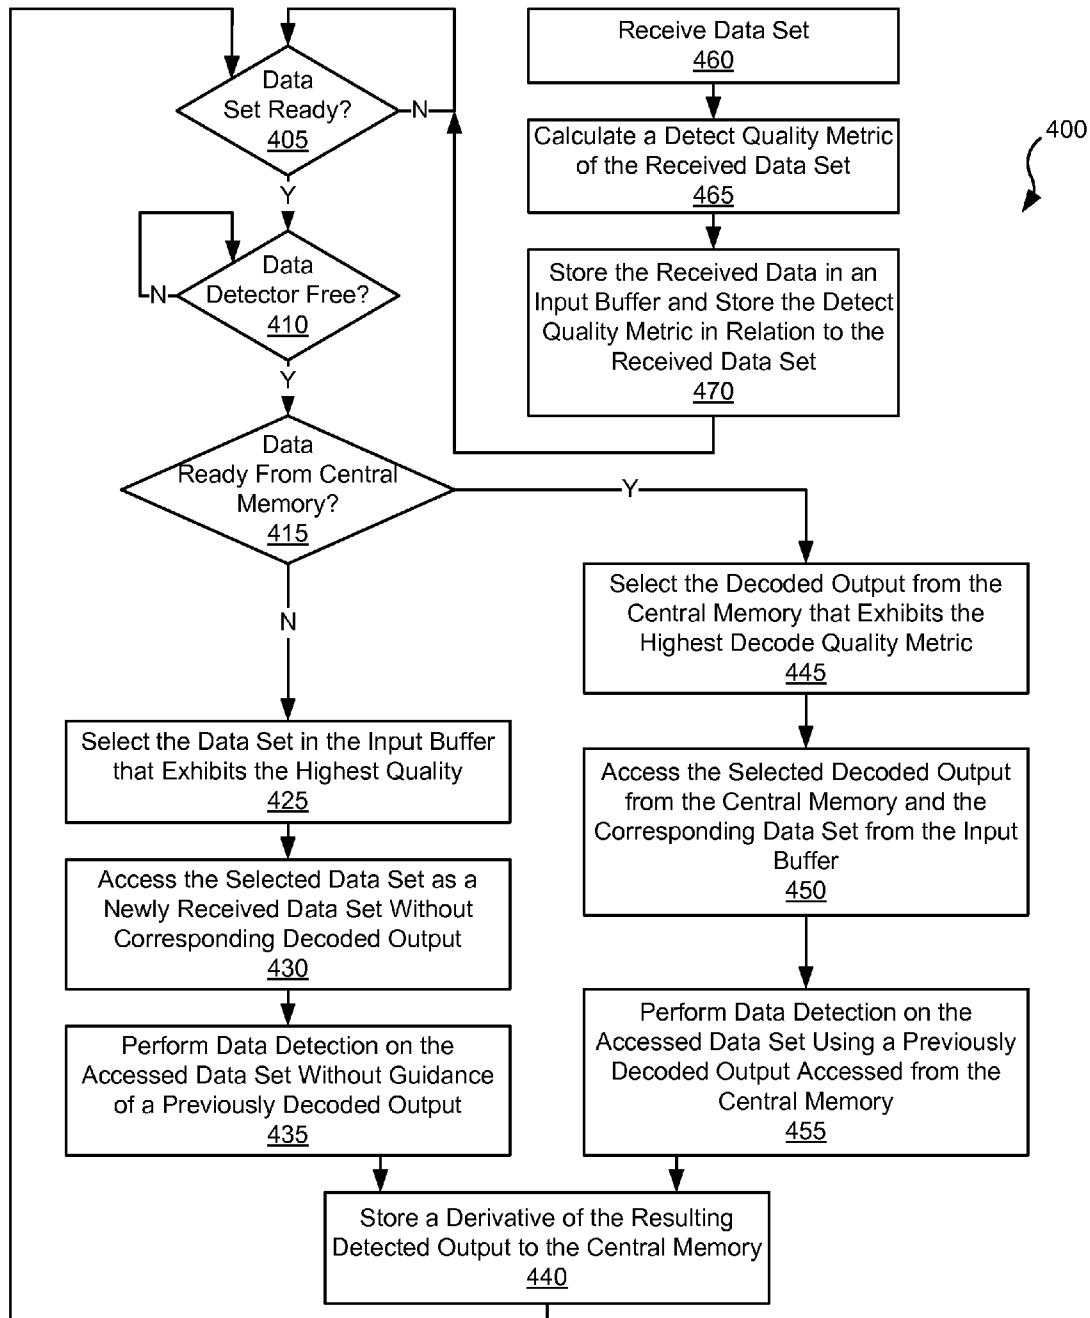 Data
Set Ready?
405
N
Y
Data
Detector Free?
410
N
Y
Data
Ready From Central
Memory?
415
Y
N
Receive Data Set
460
Calculate a Detect Quality Metric
of the Received Data Set
465
Store the Received Data in an
Input Buffer and Store the Detect
Quality Metric in Relation to the
Received Data Set
470
400
Select the Data Set in the Input Buffer
that Exhibits the Highest Quality
425
Access the Selected Data Set as a
Newly Received Data Set Without
Corresponding Decoded Output
430
Perform Data Detection on the
Accessed Data Set Without Guidance
of a Previously Decoded Output
435
Select the Decoded Output from the
Central Memory that Exhibits the
Highest Decode Quality Metric
445
Access the Selected Decoded Output
from the Central Memory and the
Corresponding Data Set from the Input
Buffer
450
Perform Data Detection on the
Accessed Data Set Using a Previously
Decoded Output Accessed from the
Central Memory
455
Store a Derivative of the Resulting
Detected Output to the Central Memory
440